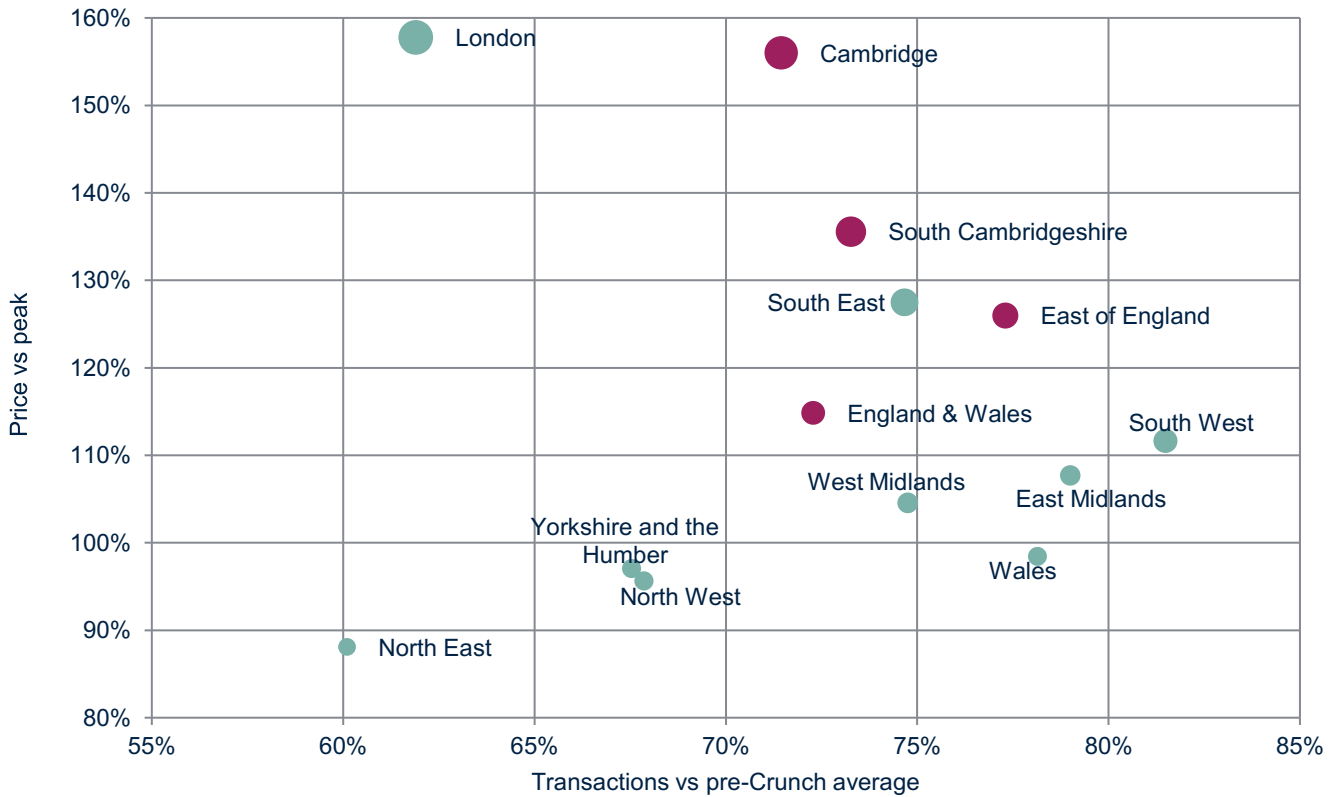 160%
London
Cambridge
150%
140%
South Cambridgeshire
130%
South East
East of England
120%
Price vs peak
England & Wales
South West
110%
West Midlands
East Midlands
Yorkshire and the
Humber
100%
Wales
North West
90%
North East
80%
55%
60%
65%
70%
75%
80%
85%
Transactions vs pre-Crunch average